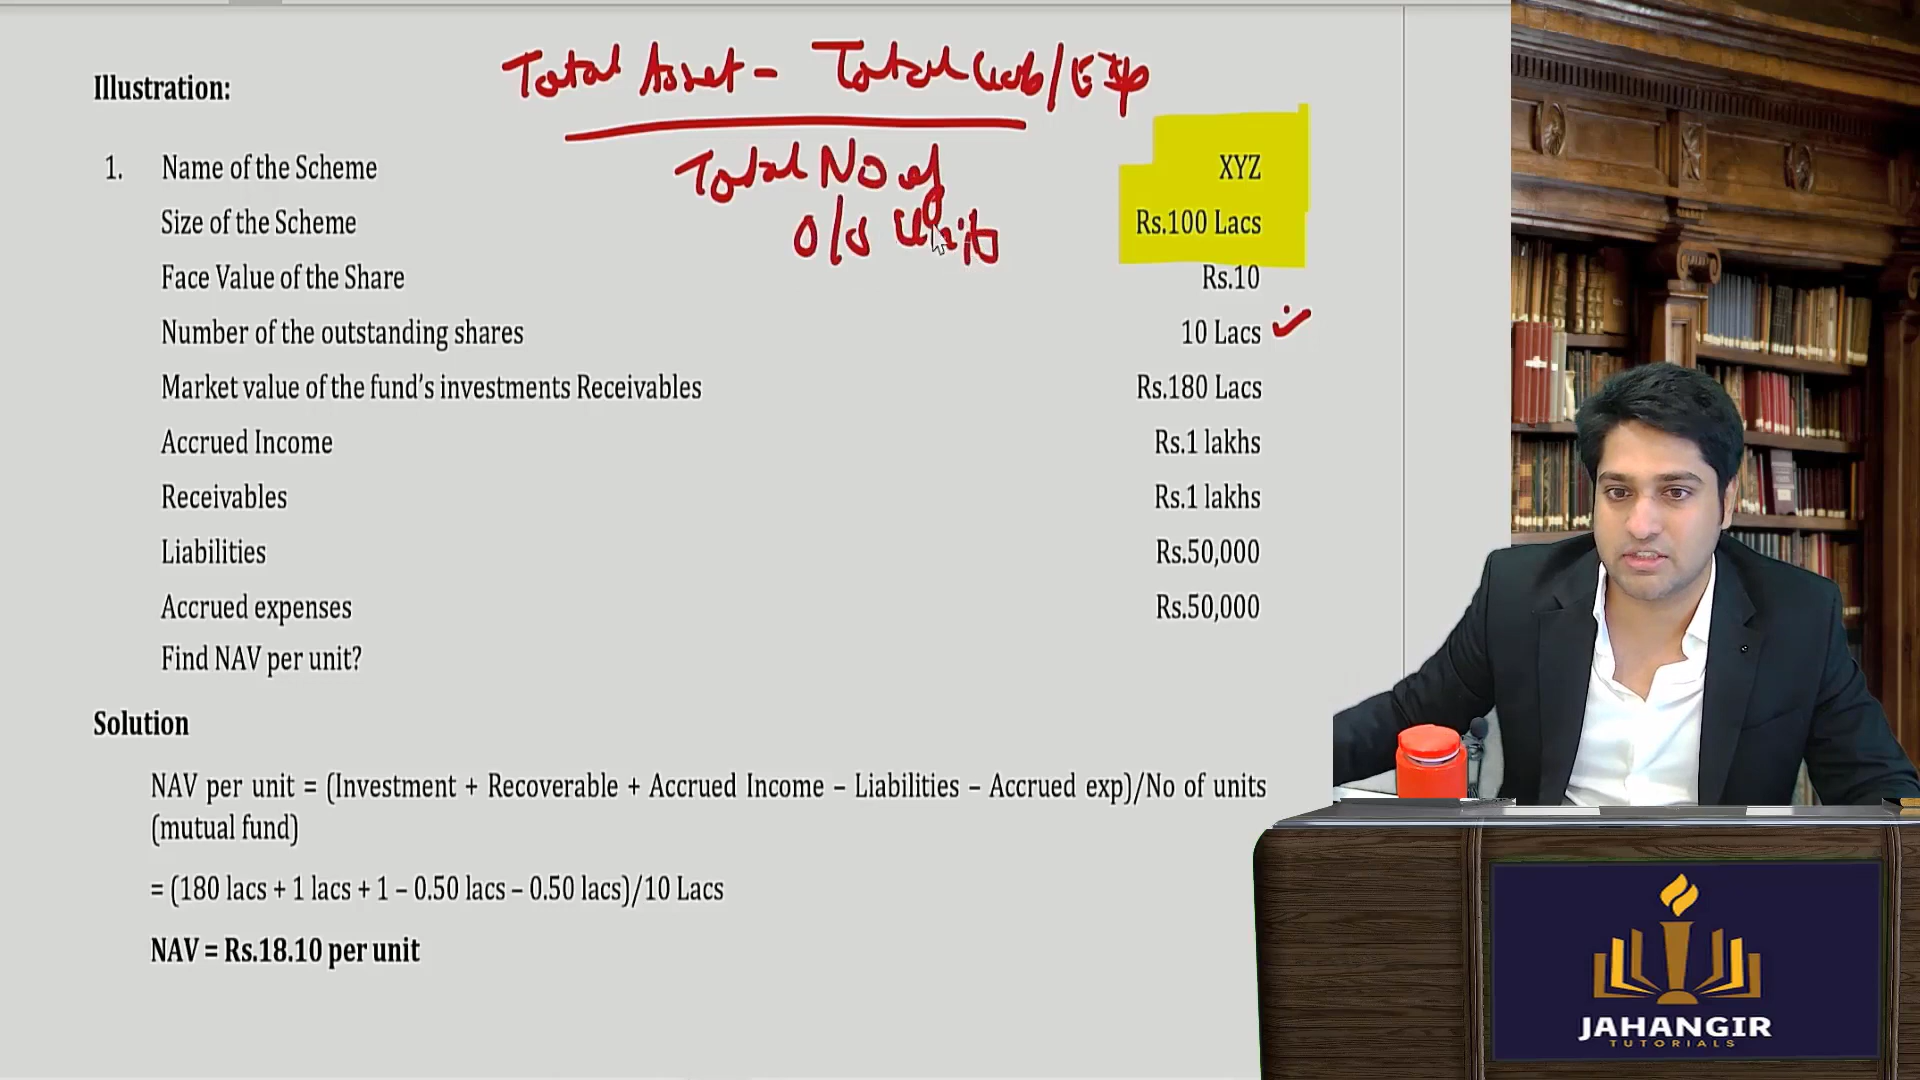 Total Asset - Total Liab/Exp
Illustration:
Total No of
O/S Units
1. Name of the Scheme XYZ
Size of the Scheme Rs.100 Lacs
Face Value of the Share Rs.10
Number of the outstanding shares 10 Lacs
Market value of the fund’s investments Receivables Rs.180 Lacs
Accrued Income Rs.1 lakhs
Receivables Rs.1 lakhs
Liabilities Rs.50,000
Accrued expenses Rs.50,000
Find NAV per unit?
Solution
NAV per unit = (Investment + Recoverable + Accrued Income – Liabilities – Accrued exp)/No of units
(mutual fund)
= (180 lacs + 1 lacs + 1 – 0.50 lacs – 0.50 lacs)/10 Lacs
NAV = Rs.18.10 per unit
JAHANGIR
TUTORIALS